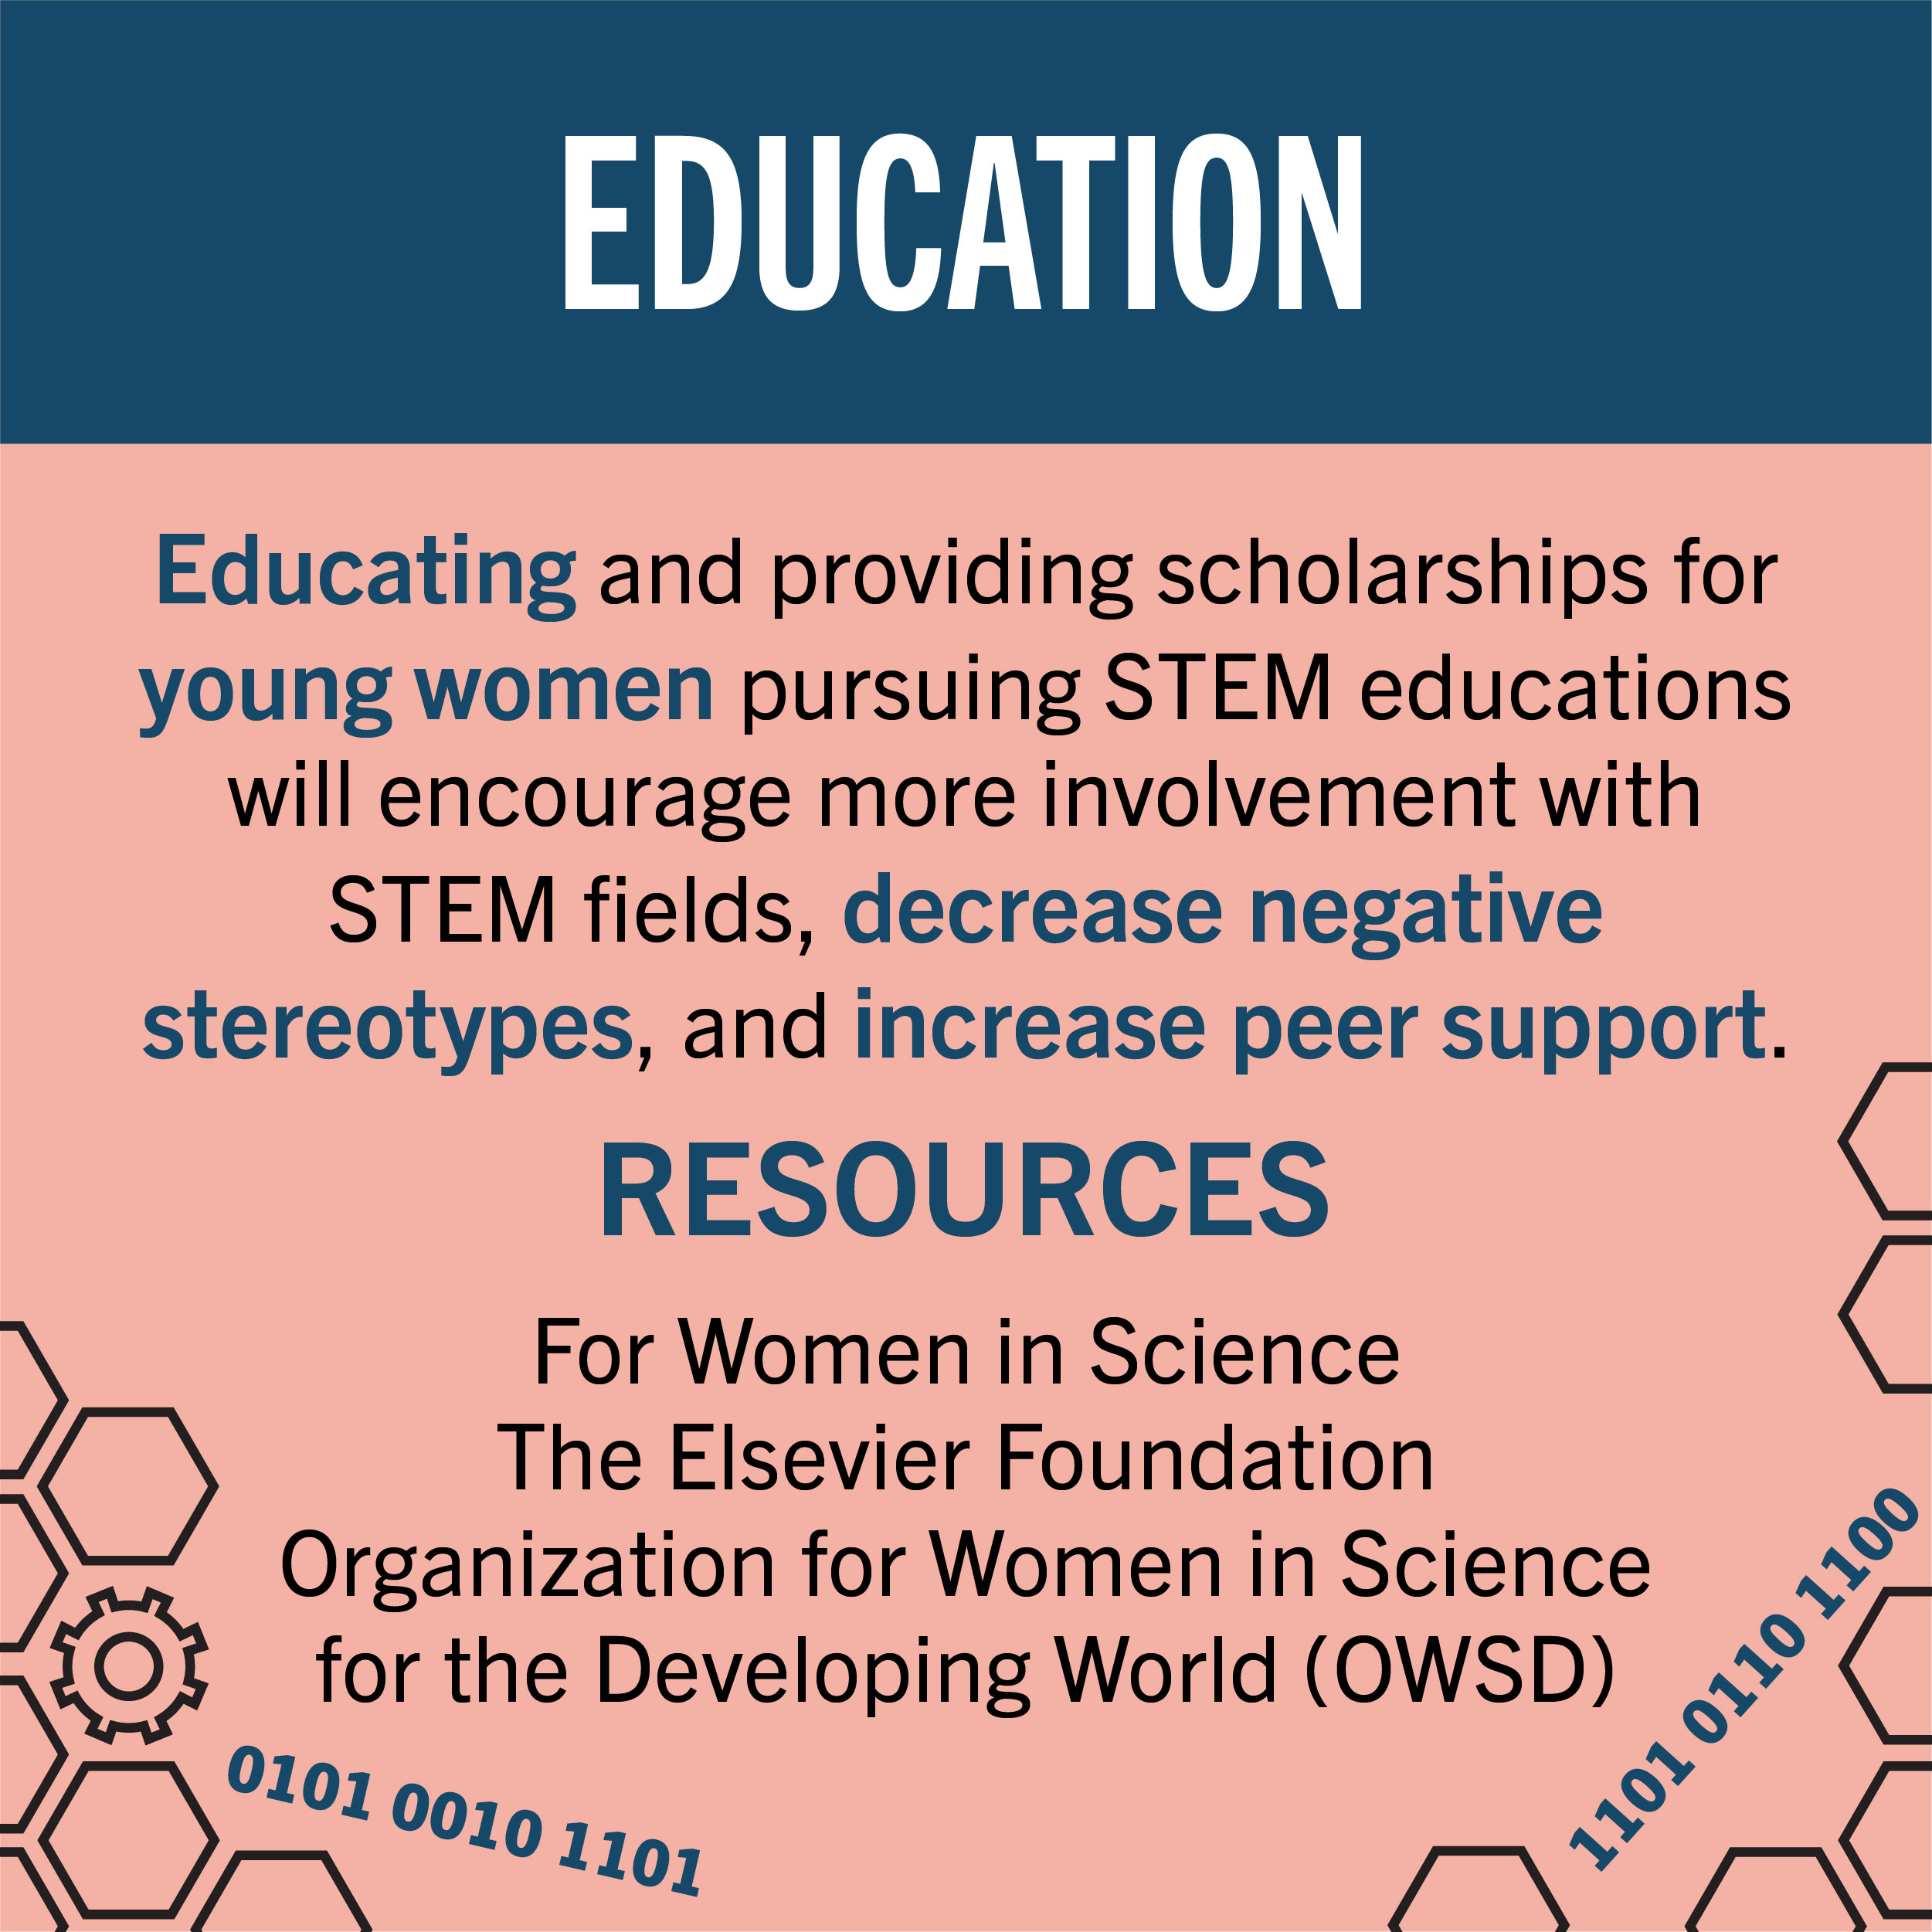 EDUCATION
Educating and providing scholarships for
young women pursuing STEM educations
will encourage more involvement with
STEM fields, decrease negative
stereotypes, and increase peer support.
RESOURCES
For Women in Science
The Elsevier Foundation
Organization for Women in Science
for the Developing World (OWSD)
0101 0010 1101
1101 0110 1100